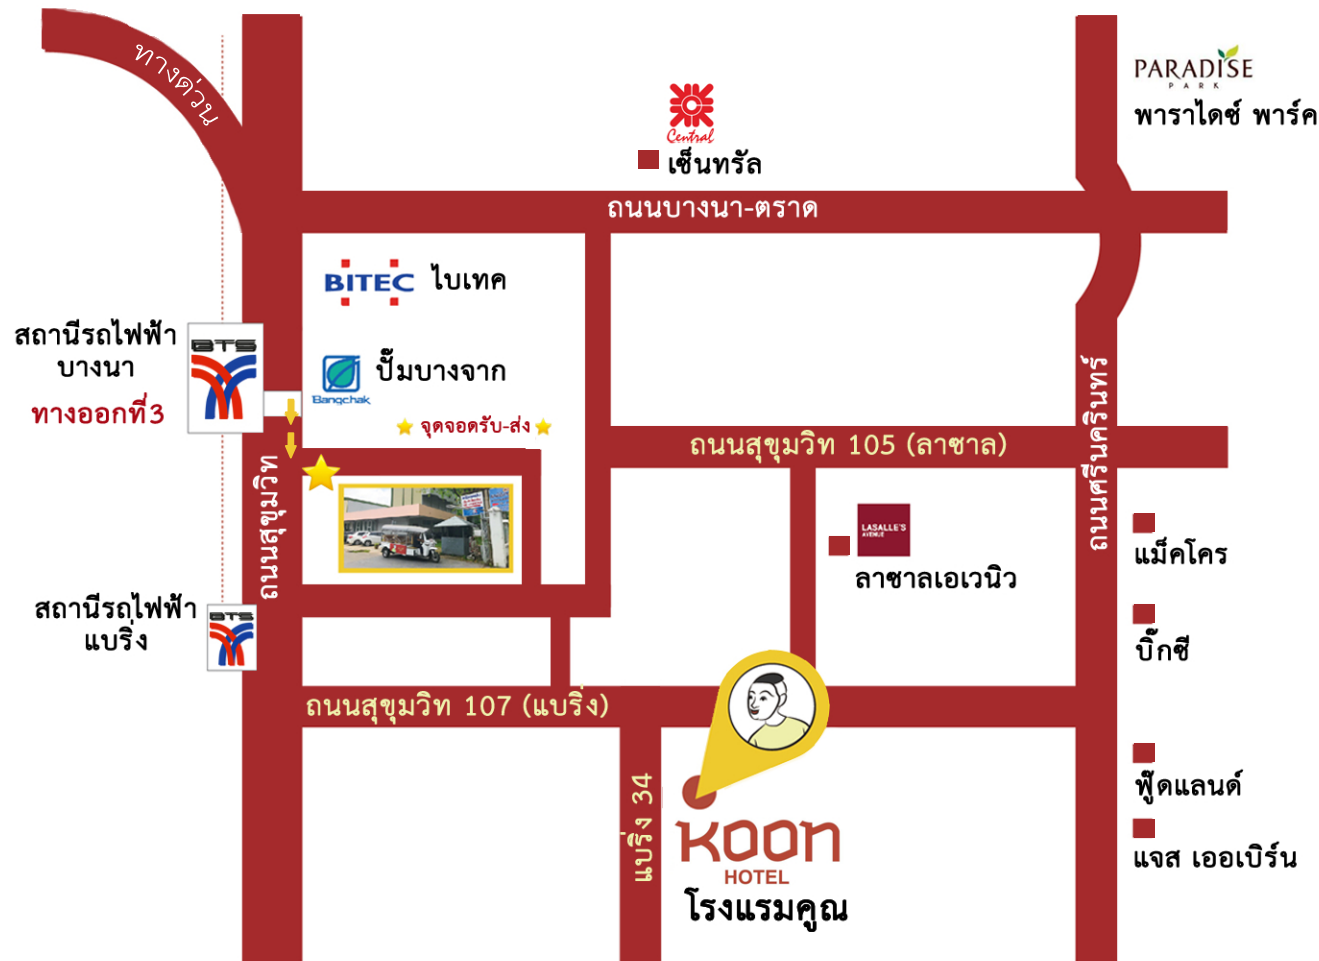 ทางด่วน
PARADISE
PARK
พาราไดซ์ พาร์ค
Central
เซ็นทรัล
ถนนบางนา-ตราด
BITEC ไบเทค
สถานีรถไฟฟ้า
บางนา
ทางออกที่3
BTS
Bangchak
ปั๊มบางจาก
จุดจอดรับ-ส่ง
ถนนสุขุมวิท 105 (ลาซาล)
ถนนศรีนครินทร์
ถนนสุขุมวิท
LASALLE'S
AVENUE
ลาซาลเอเวนิว
แม็คโคร
สถานีรถไฟฟ้า
แบริ่ง
BTS
บิ๊กซี
ถนนสุขุมวิท 107 (แบริ่ง)
แบริ่ง 34
ฟู๊ดแลนด์
แจส เออเบิร์น
KOON
HOTEL
โรงแรมคูณ